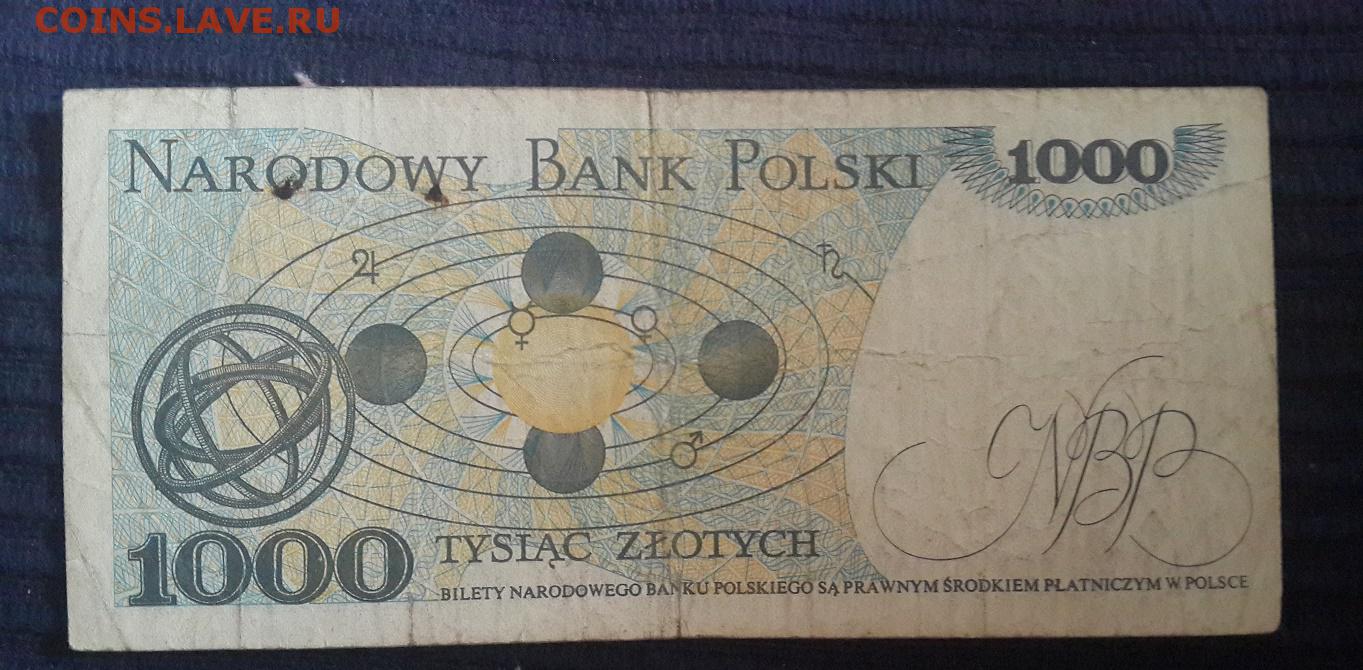 COINS.LAVE.RU
NARODOWY BANK POLSKI
1000
NBP
1000
TYSIĄC ZŁOTYCH
BILETY NARODOWEGO BANKU POLSKIEGO SĄ PRAWNYM ŚRODKIEM PŁATNICZYM W POLSCE